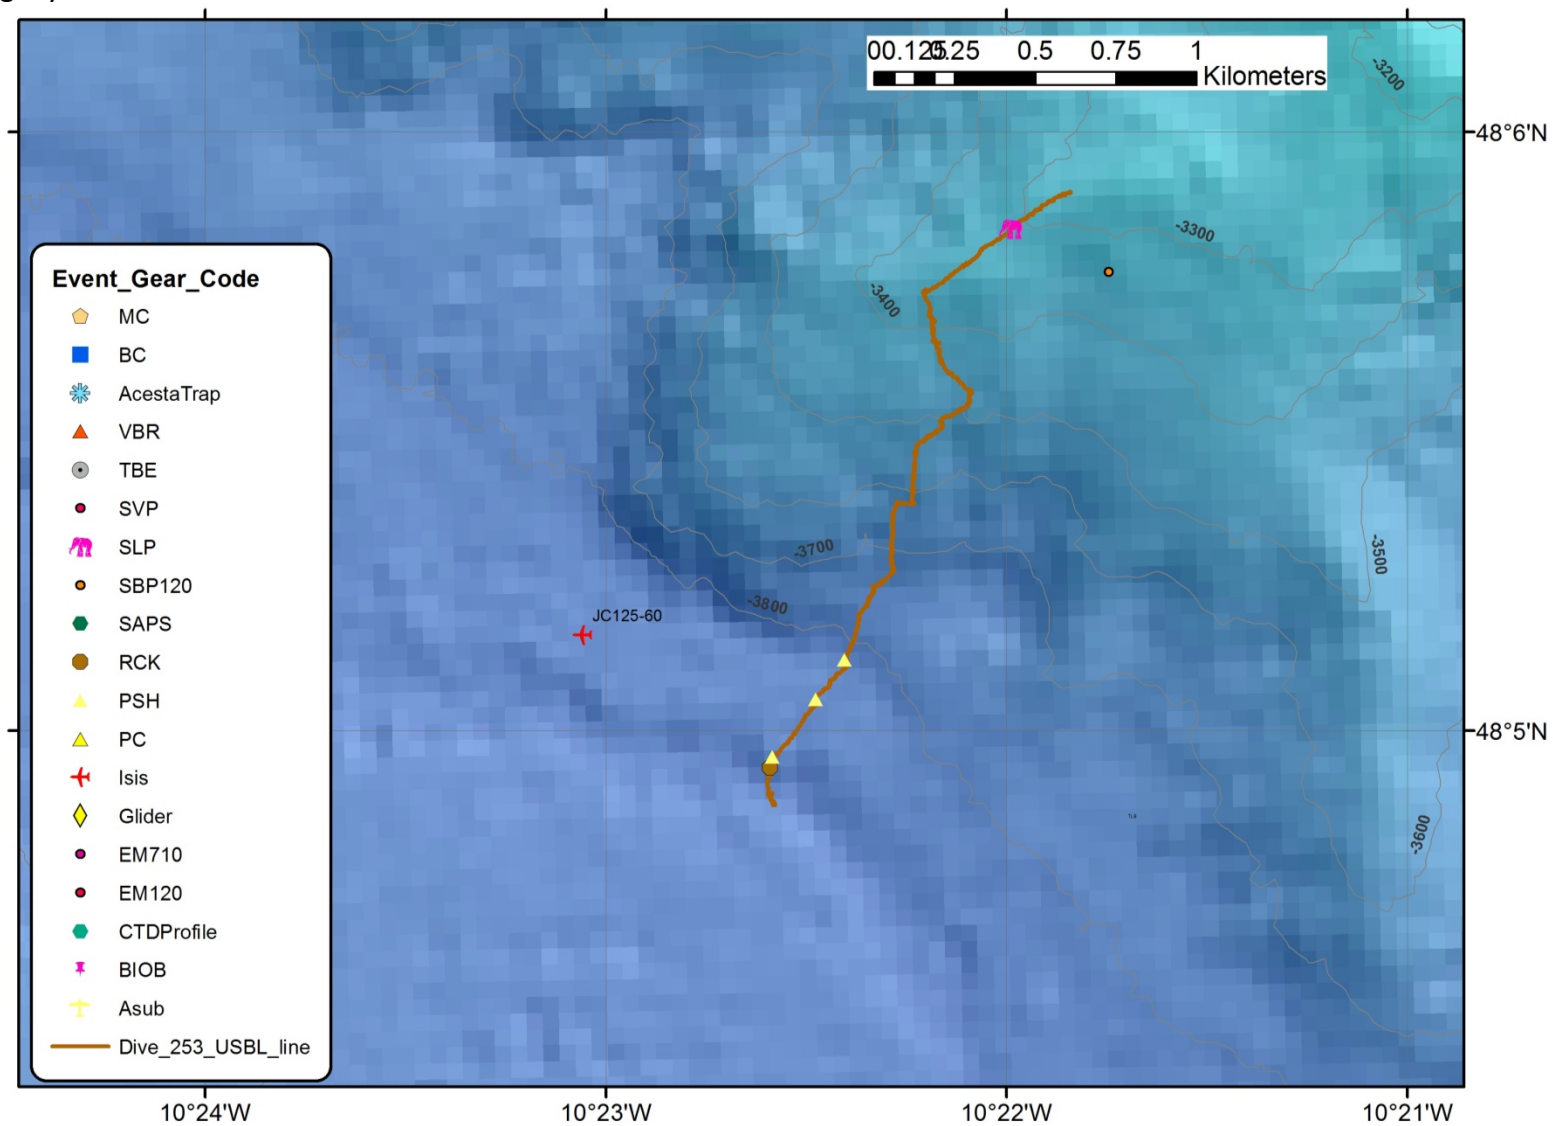 00.1250.25 0.5 0.75 1
Kilometers
-3200
48°6'N
-3300
-3400
Event_Gear_Code
MC
BC
AcestaTrap
VBR
TBE
SVP
SLP
SBP120
SAPS
RCK
PSH
PC
Isis
Glider
EM710
EM120
CTDProfile
BIOB
Asub
Dive_253_USBL_line
-3700
-3500
-3800
JC125-60
48°5'N
-3600
10°24'W 10°23'W 10°22'W 10°21'W